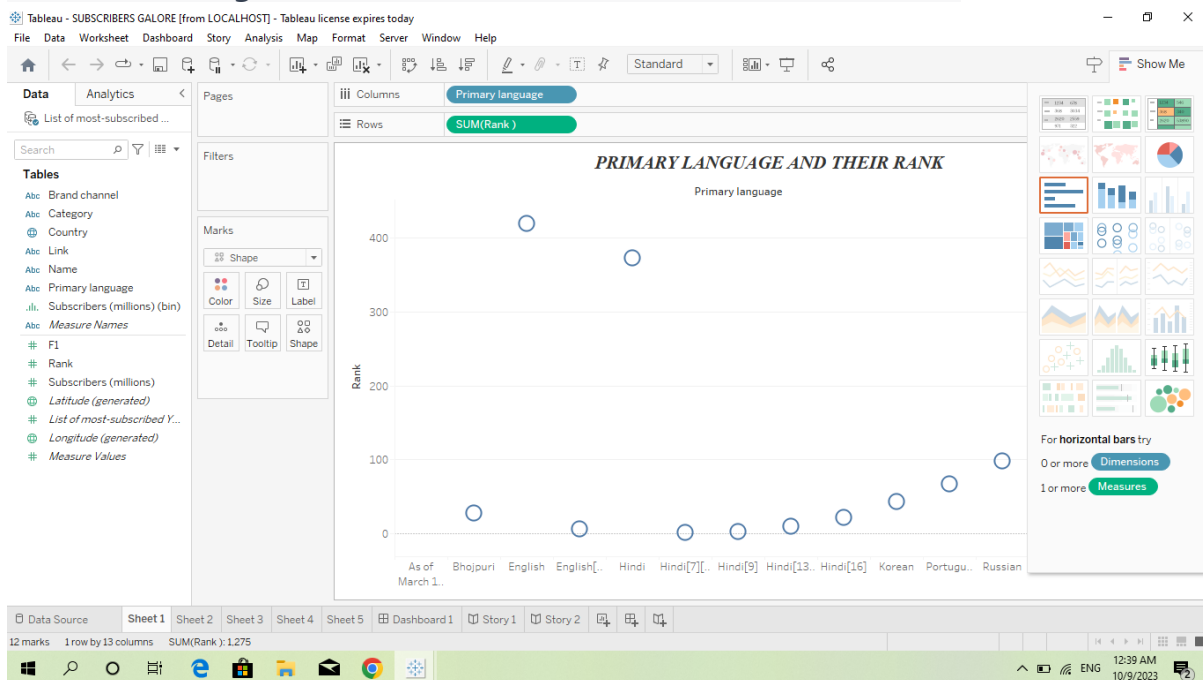 Tableau - SUBSCRIBERS GALORE [from LOCALHOST] - Tableau license expires today
File Data Worksheet Dashboard Story Analysis Map Format Server Window Help
Standard
Show Me
Data Analytics
List of most-subscribed ...
Search
Tables
Abc Brand channel
Abc Category
Country
Abc Link
Abc Name
Abc Primary language
Subscribers (millions) (bin)
Abc Measure Names
# F1
# Rank
# Subscribers (millions)
Latitude (generated)
# List of most-subscribed Y...
Longitude (generated)
# Measure Values
Pages
Filters
Marks
Shape
Color Size Label
Detail Tooltip Shape
Columns Primary language
Rows SUM(Rank )
PRIMARY LANGUAGE AND THEIR RANK
Primary language
Rank
400
300
200
100
0
As of March 1.. Bhojpuri English English[.. Hindi Hindi[7][.. Hindi[9] Hindi[13.. Hindi[16] Korean Portugu.. Russian
For horizontal bars try
0 or more Dimensions
1 or more Measures
Data Source Sheet 1 Sheet 2 Sheet 3 Sheet 4 Sheet 5 Dashboard 1 Story 1 Story 2
12 marks 1 row by 13 columns SUM(Rank ): 1,275
ENG
12:39 AM
10/9/2023
2